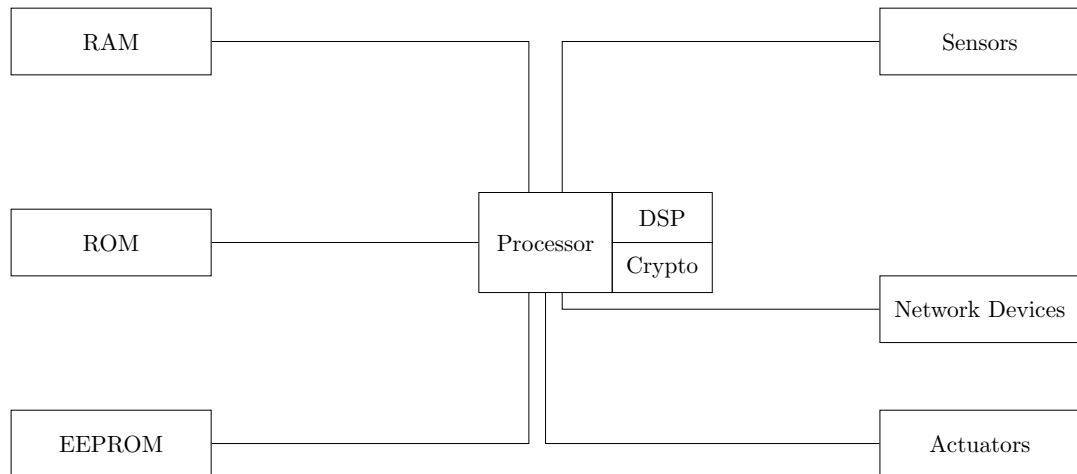 RAM
Sensors
DSP
ROM
Processor
Crypto
Network Devices
EEPROM
Actuators